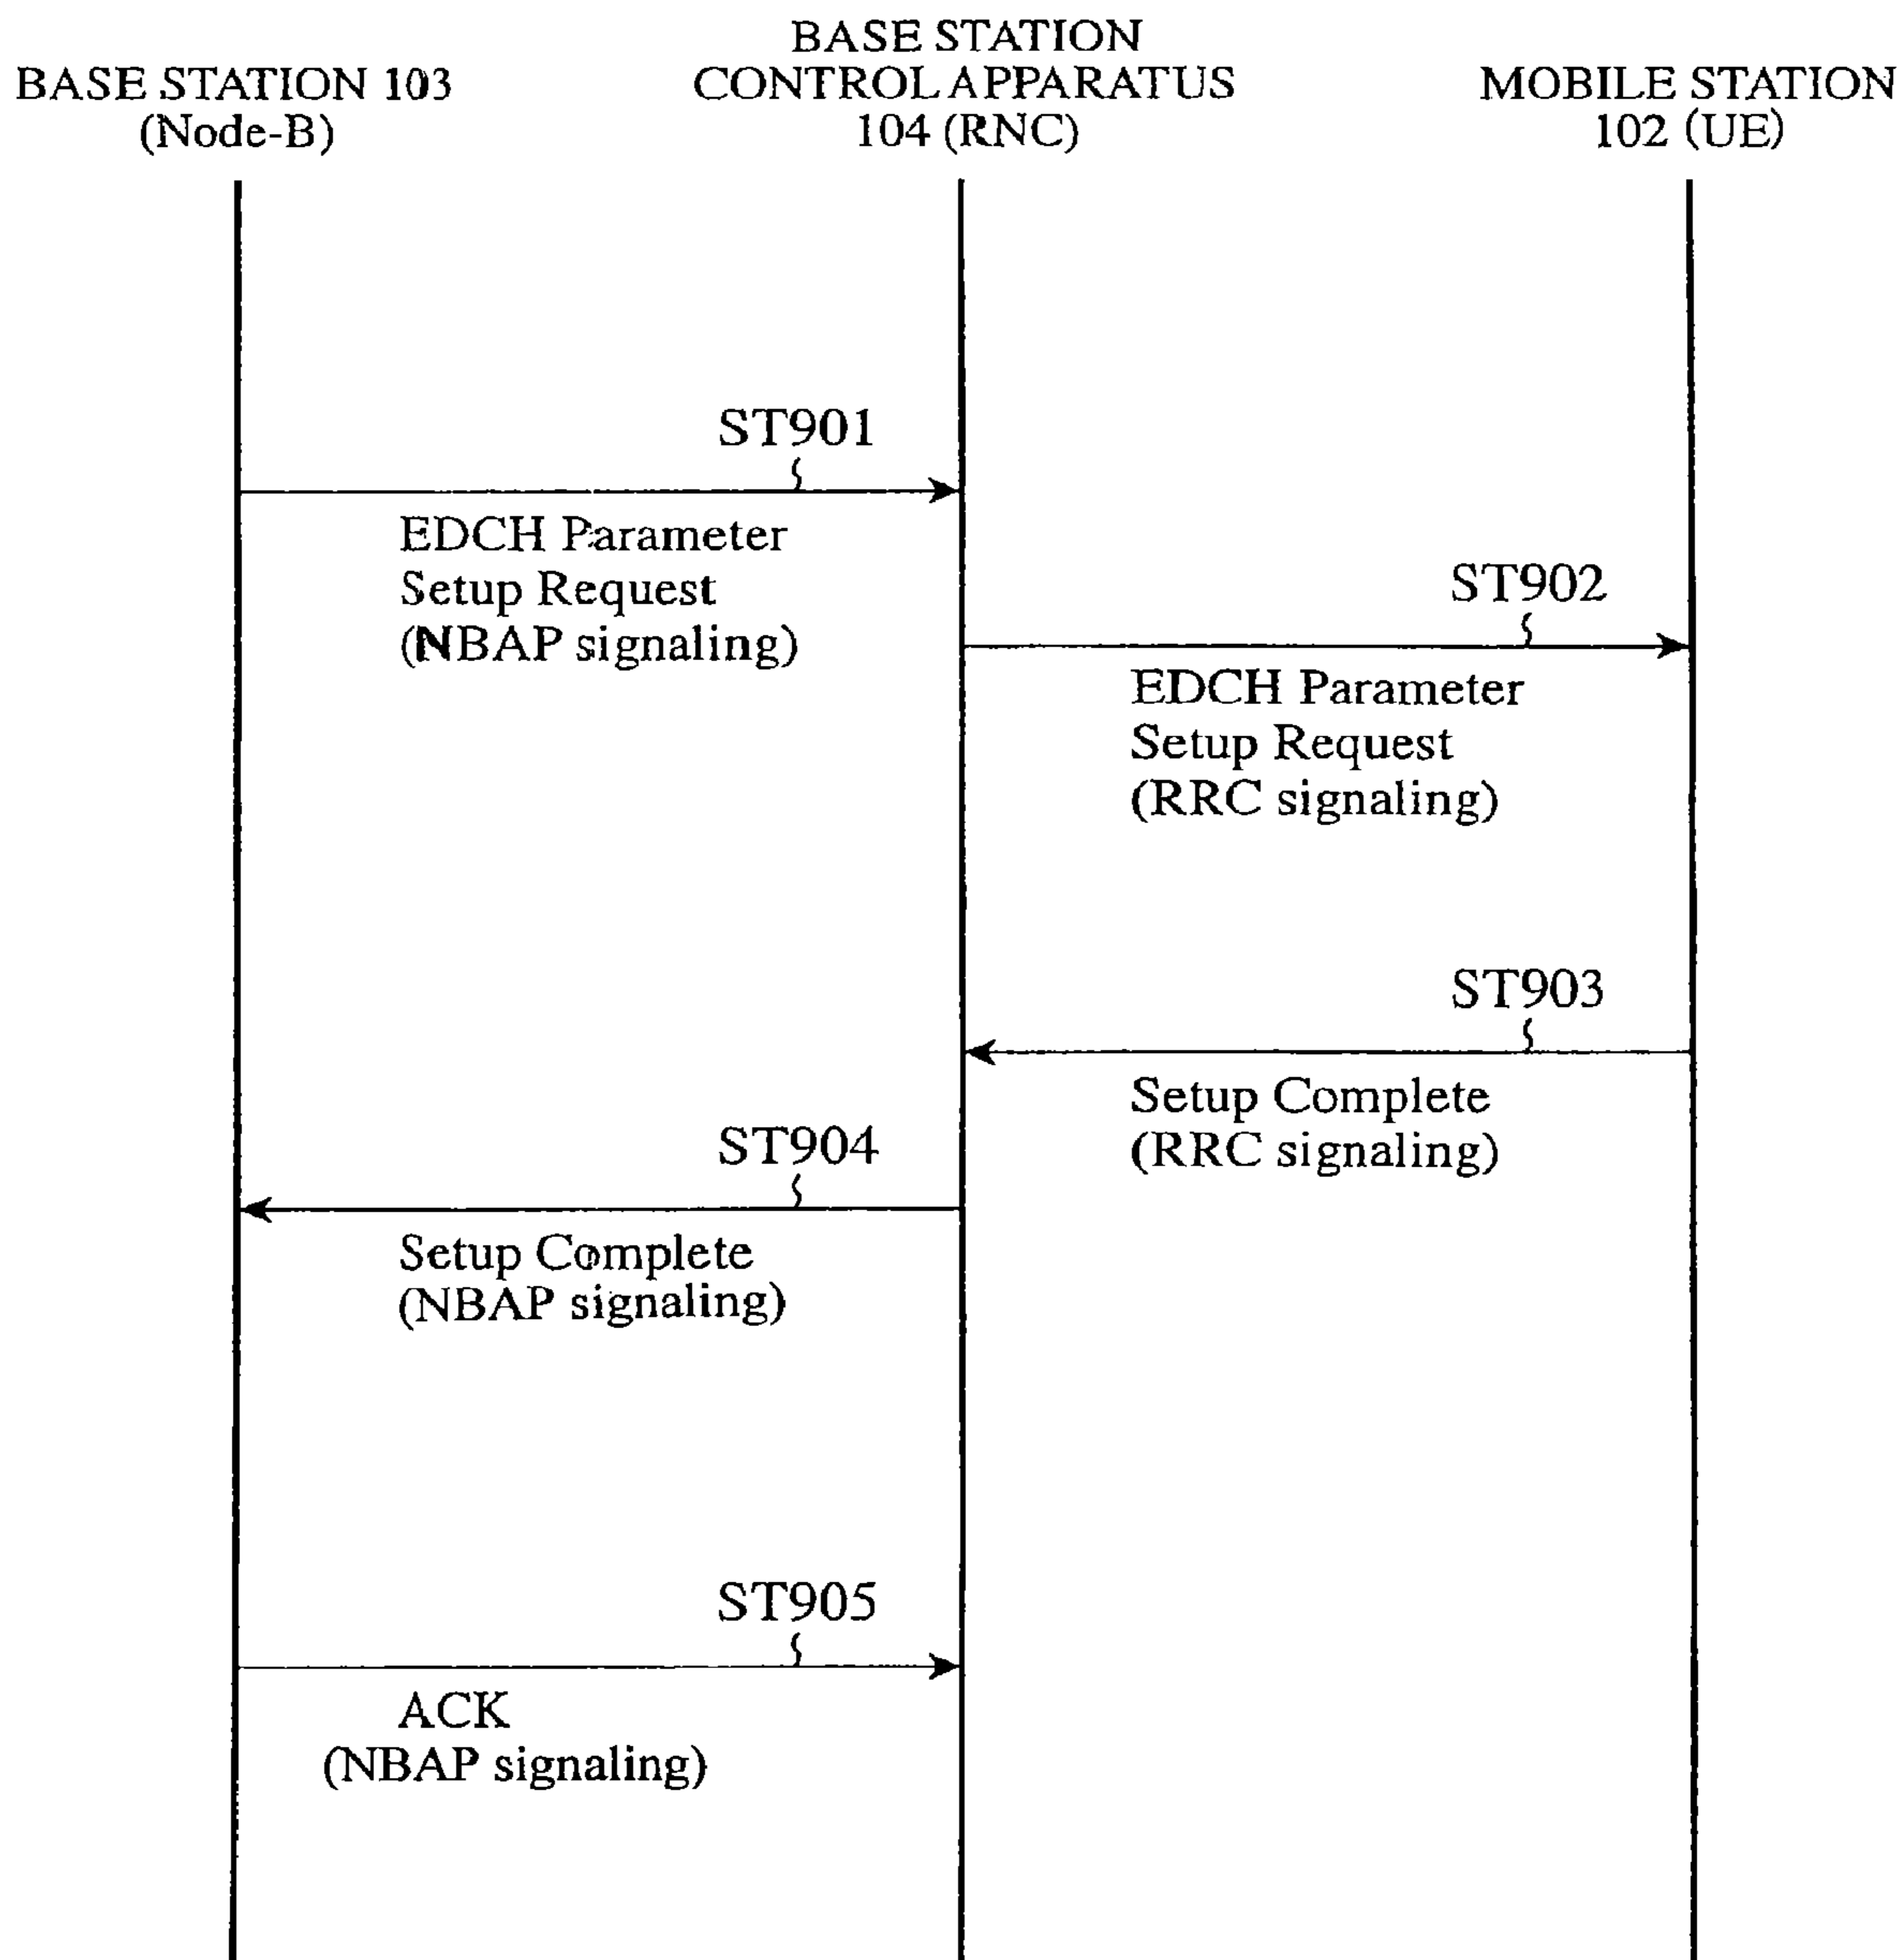 BASE STATION 103
(Node-B)
BASE STATION
CONTROL APPARATUS
104 (RNC)
MOBILE STATION
102 (UE)
ST901
EDCH Parameter
Setup Request
(NBAP signaling)
ST902
EDCH Parameter
Setup Request
(RRC signaling)
ST903
Setup Complete
(RRC signaling)
ST904
Setup Complete
(NBAP signaling)
ST905
ACK
(NBAP signaling)